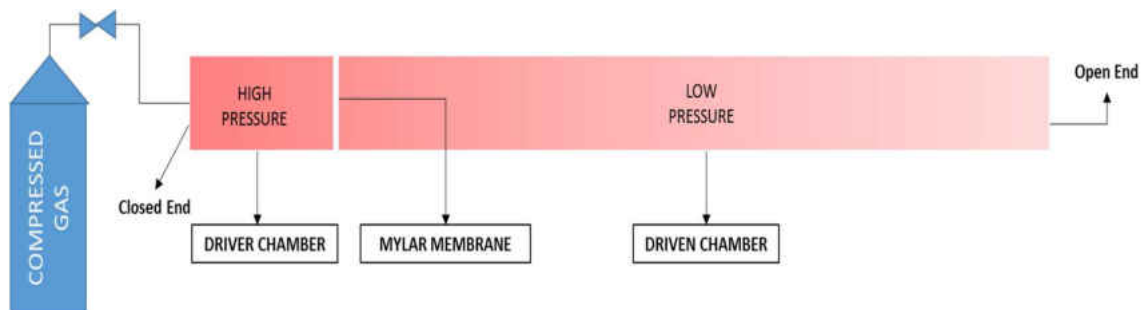 COMPRESSED
GAS
HIGH
PRESSURE
LOW
PRESSURE
Open End
Closed End
DRIVER CHAMBER
MYLAR MEMBRANE
DRIVEN CHAMBER